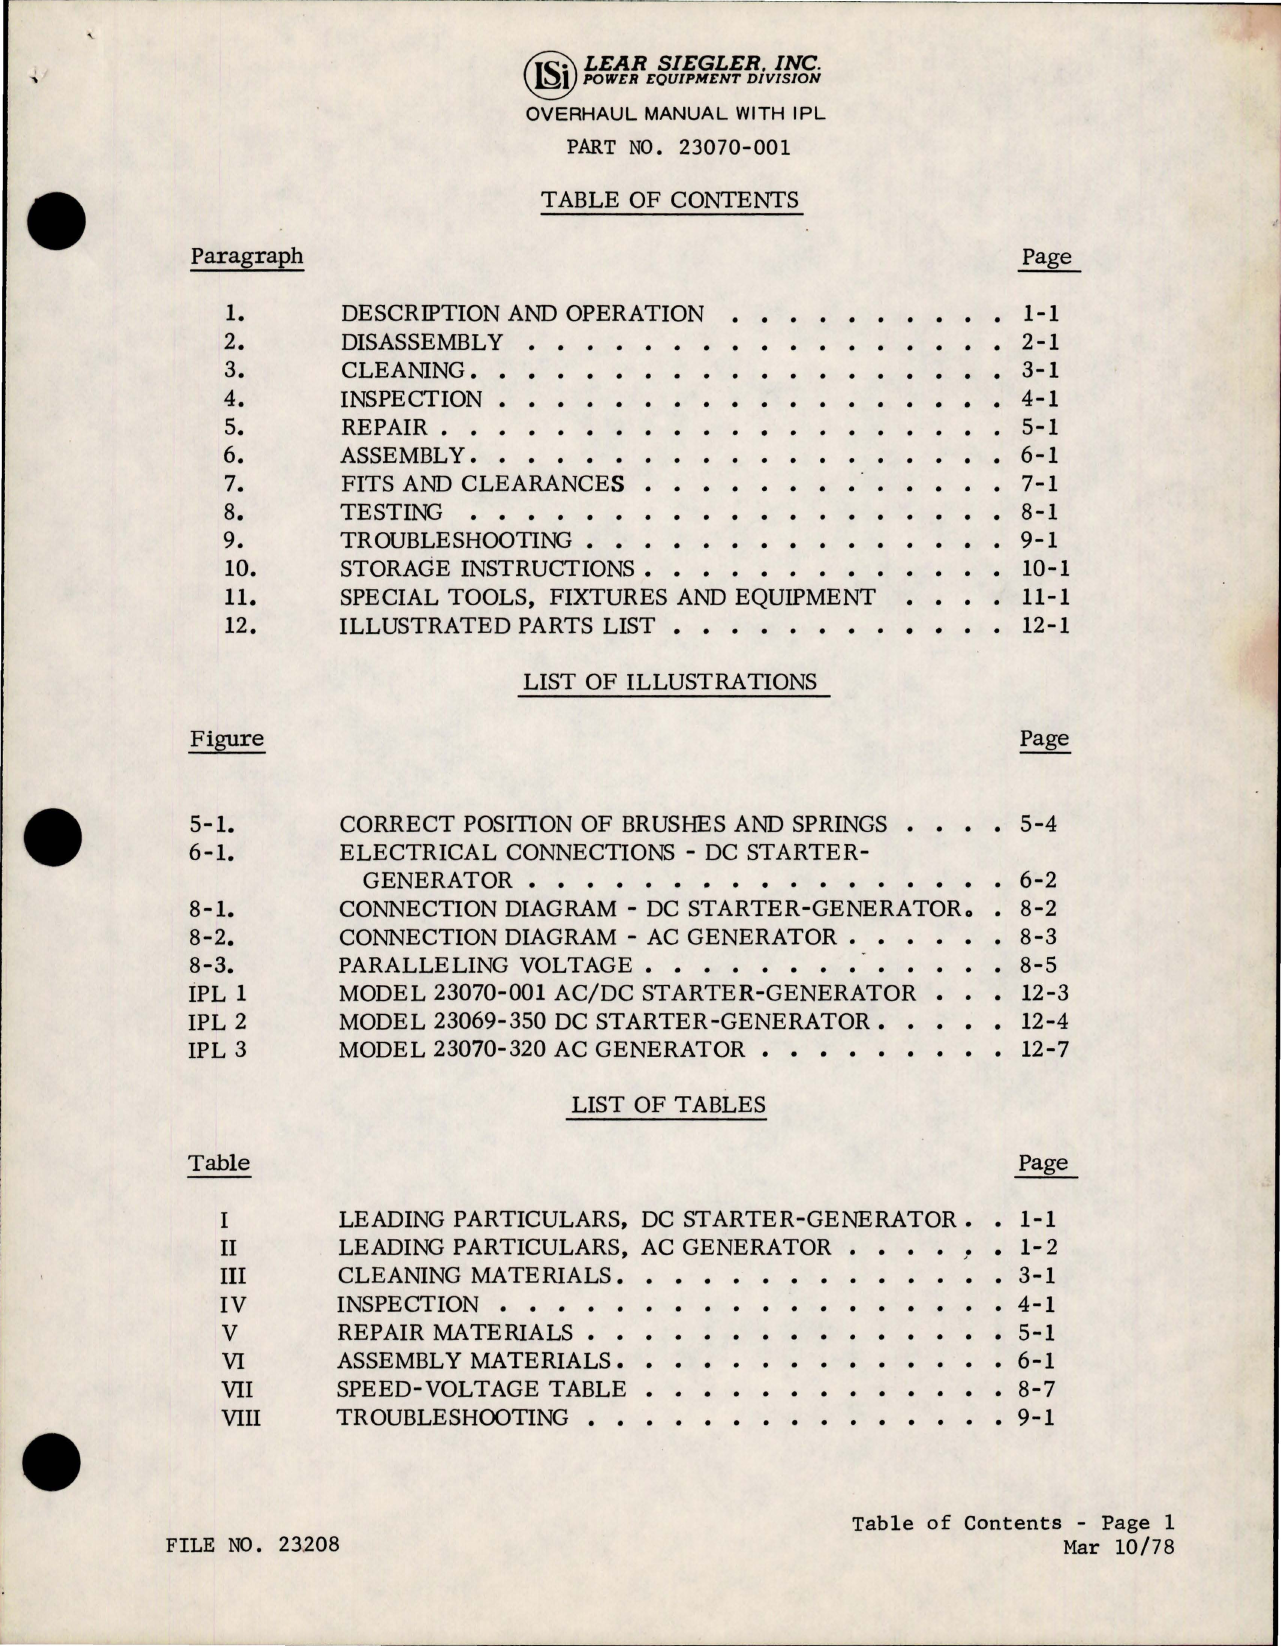 LSi LEAR SIEGLER, INC.
POWER EQUIPMENT DIVISION
OVERHAUL MANUAL WITH IPL
PART NO. 23070-001
TABLE OF CONTENTS
Paragraph Page
1. DESCRIPTION AND OPERATION . . . . . . . . . . 1-1
2. DISASSEMBLY . . . . . . . . . . . . . . . . . 2-1
3. CLEANING. . . . . . . . . . . . . . . . . . . 3-1
4. INSPECTION . . . . . . . . . . . . . . . . . . 4-1
5. REPAIR . . . . . . . . . . . . . . . . . . . . 5-1
6. ASSEMBLY. . . . . . . . . . . . . . . . . . . 6-1
7. FITS AND CLEARANCES . . . . . . . . . . . . . 7-1
8. TESTING . . . . . . . . . . . . . . . . . . . 8-1
9. TROUBLESHOOTING . . . . . . . . . . . . . . . 9-1
10. STORAGE INSTRUCTIONS . . . . . . . . . . . . . 10-1
11. SPECIAL TOOLS, FIXTURES AND EQUIPMENT . . . . 11-1
12. ILLUSTRATED PARTS LIST . . . . . . . . . . . . 12-1
LIST OF ILLUSTRATIONS
Figure Page
5-1. CORRECT POSITION OF BRUSHES AND SPRINGS . . . . 5-4
6-1. ELECTRICAL CONNECTIONS - DC STARTER-
GENERATOR . . . . . . . . . . . . . . . . . 6-2
8-1. CONNECTION DIAGRAM - DC STARTER-GENERATOR. . 8-2
8-2. CONNECTION DIAGRAM - AC GENERATOR . . . . . . 8-3
8-3. PARALLELING VOLTAGE . . . . . . . . . . . . . 8-5
IPL 1 MODEL 23070-001 AC/DC STARTER-GENERATOR . . . 12-3
IPL 2 MODEL 23069-350 DC STARTER-GENERATOR . . . . . 12-4
IPL 3 MODEL 23070-320 AC GENERATOR . . . . . . . . . 12-7
LIST OF TABLES
Table Page
I LEADING PARTICULARS, DC STARTER-GENERATOR . . 1-1
II LEADING PARTICULARS, AC GENERATOR . . . . . . 1-2
III CLEANING MATERIALS. . . . . . . . . . . . . . 3-1
IV INSPECTION . . . . . . . . . . . . . . . . . . 4-1
V REPAIR MATERIALS . . . . . . . . . . . . . . . 5-1
VI ASSEMBLY MATERIALS. . . . . . . . . . . . . . 6-1
VII SPEED-VOLTAGE TABLE . . . . . . . . . . . . . 8-7
VIII TROUBLESHOOTING . . . . . . . . . . . . . . . 9-1
Table of Contents - Page 1
FILE NO. 23208 Mar 10/78